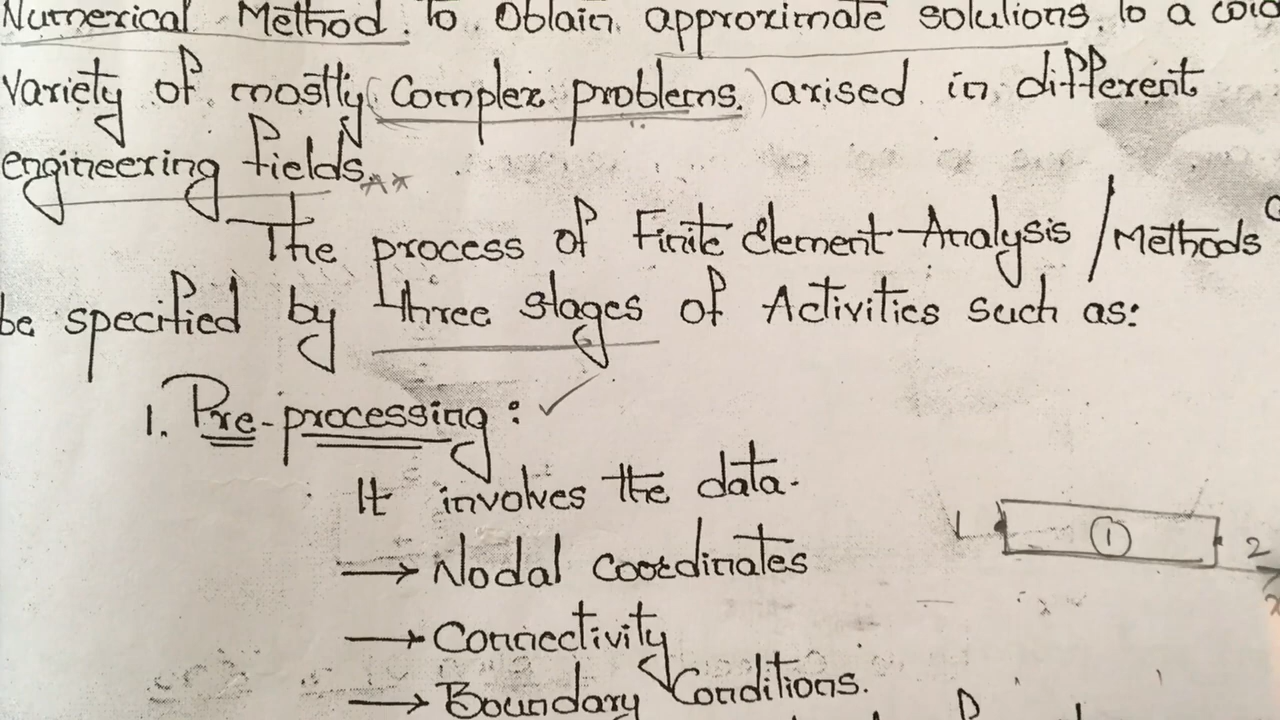 Numerical Method. To Obtain approximate solutions. to a
Variety of mostly (Complex problems.) arised in different
engineering fields.
The process of Finite Element Analysis / Methods
be specified by three stages of Activities such as:
1. Pre-processing: ✓
It involves the data.
→ Nodal coordinates
1 ① 2
→ Connectivity
→ Boundary Conditions.